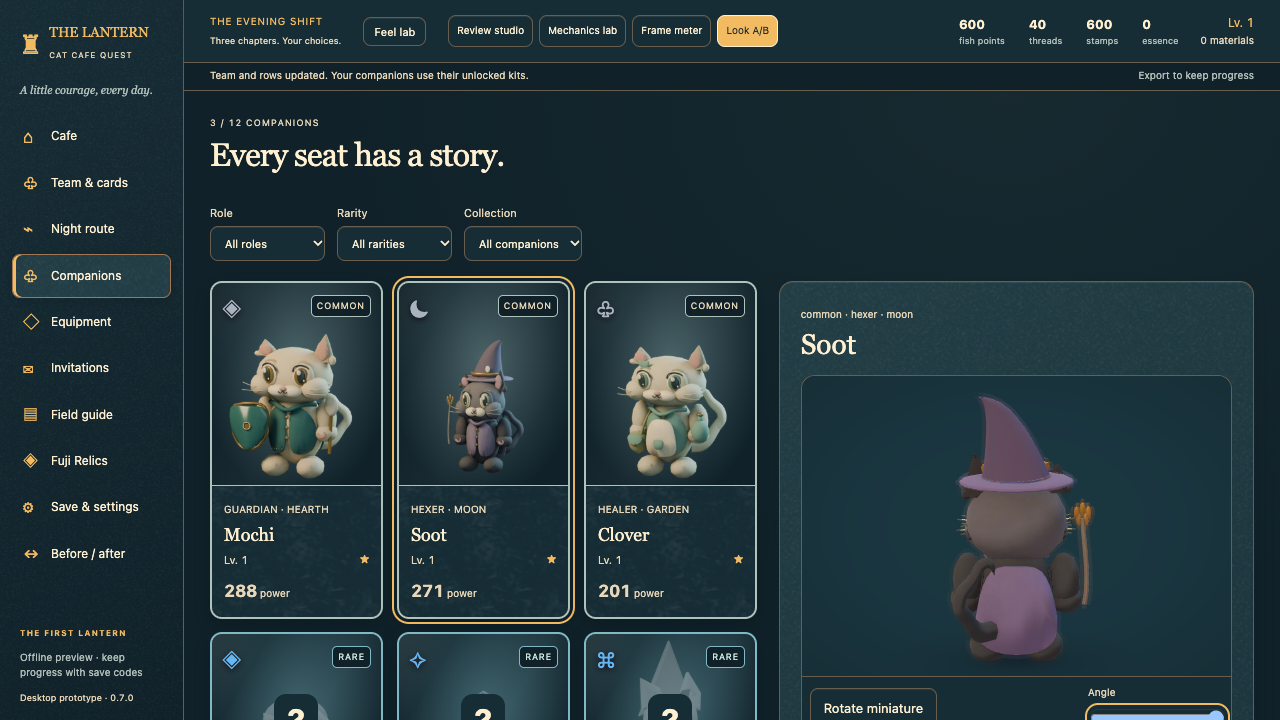 THE LANTERN
CAT CAFE QUEST
A little courage, every day.
Cafe
Team & cards
Night route
Companions
Equipment
Invitations
Field guide
Fuji Relics
Save & settings
Before / after
THE FIRST LANTERN
Offline preview · keep
progress with save codes
Desktop prototype · 0.7.0
THE EVENING SHIFT
Three chapters. Your choices.
Feel lab
Review studio
Mechanics lab
Frame meter
Look A/B
600
fish points
40
threads
600
stamps
0
essence
Lv. 1
0 materials
Team and rows updated. Your companions use their unlocked kits.
Export to keep progress
3 / 12 COMPANIONS
Every seat has a story.
Role
Rarity
Collection
All roles
All rarities
All companions
COMMON
GUARDIAN · HEARTH
Mochi
Lv. 1
288 power
COMMON
HEXER · MOON
Soot
Lv. 1
271 power
COMMON
HEALER · GARDEN
Clover
Lv. 1
201 power
RARE
?
RARE
?
RARE
?
common · hexer · moon
Soot
Rotate miniature
Angle